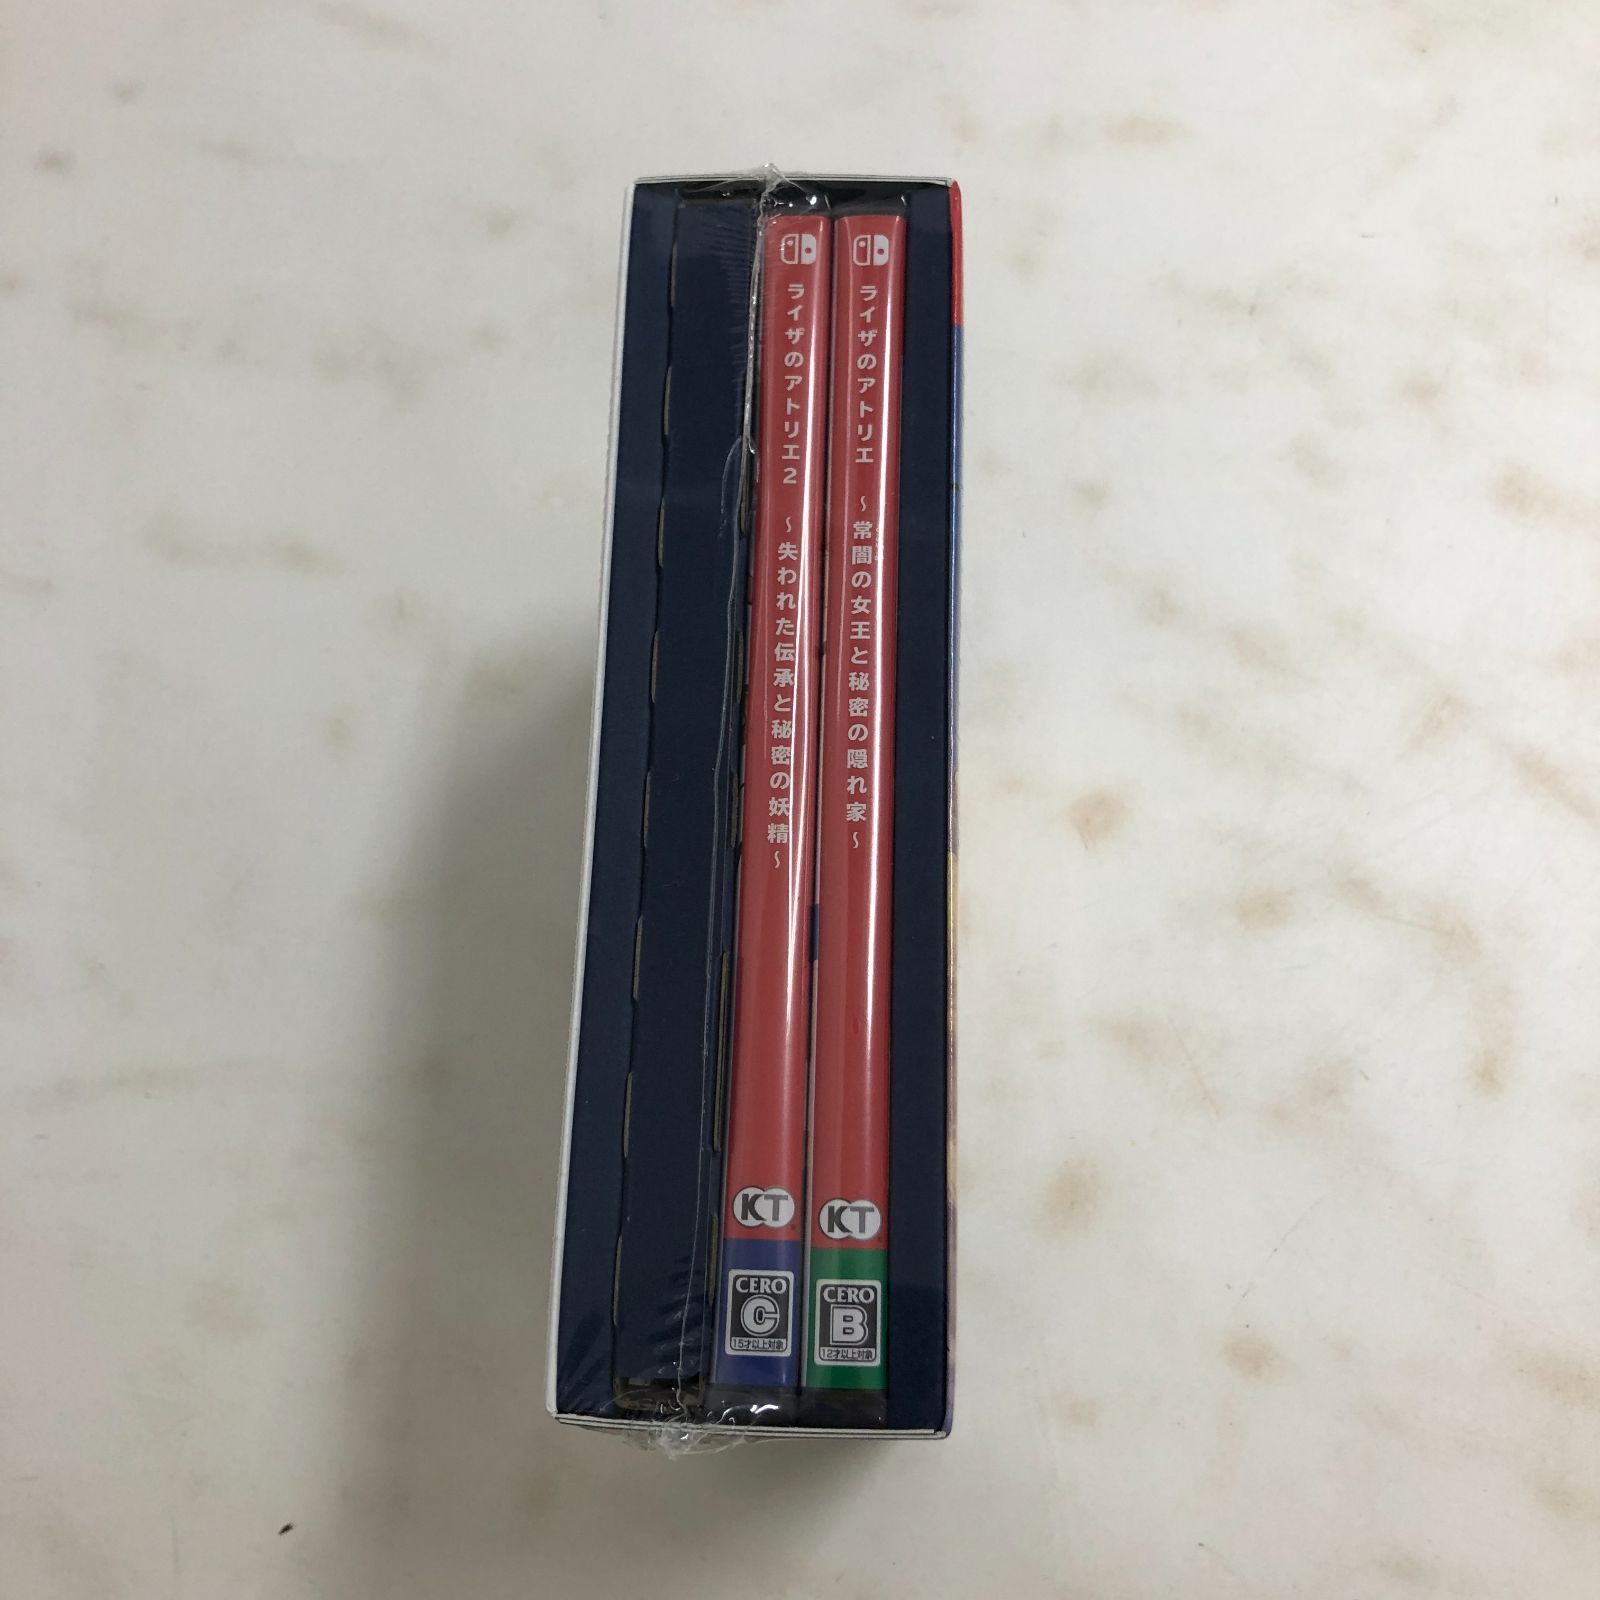 ライザのアトリエ2 ～失われた伝承と秘密の妖精～
KT
CERO
C
15才以上対象
ライザのアトリエ ～常闇の女王と秘密の隠れ家～
KT
CERO
B
12才以上対象